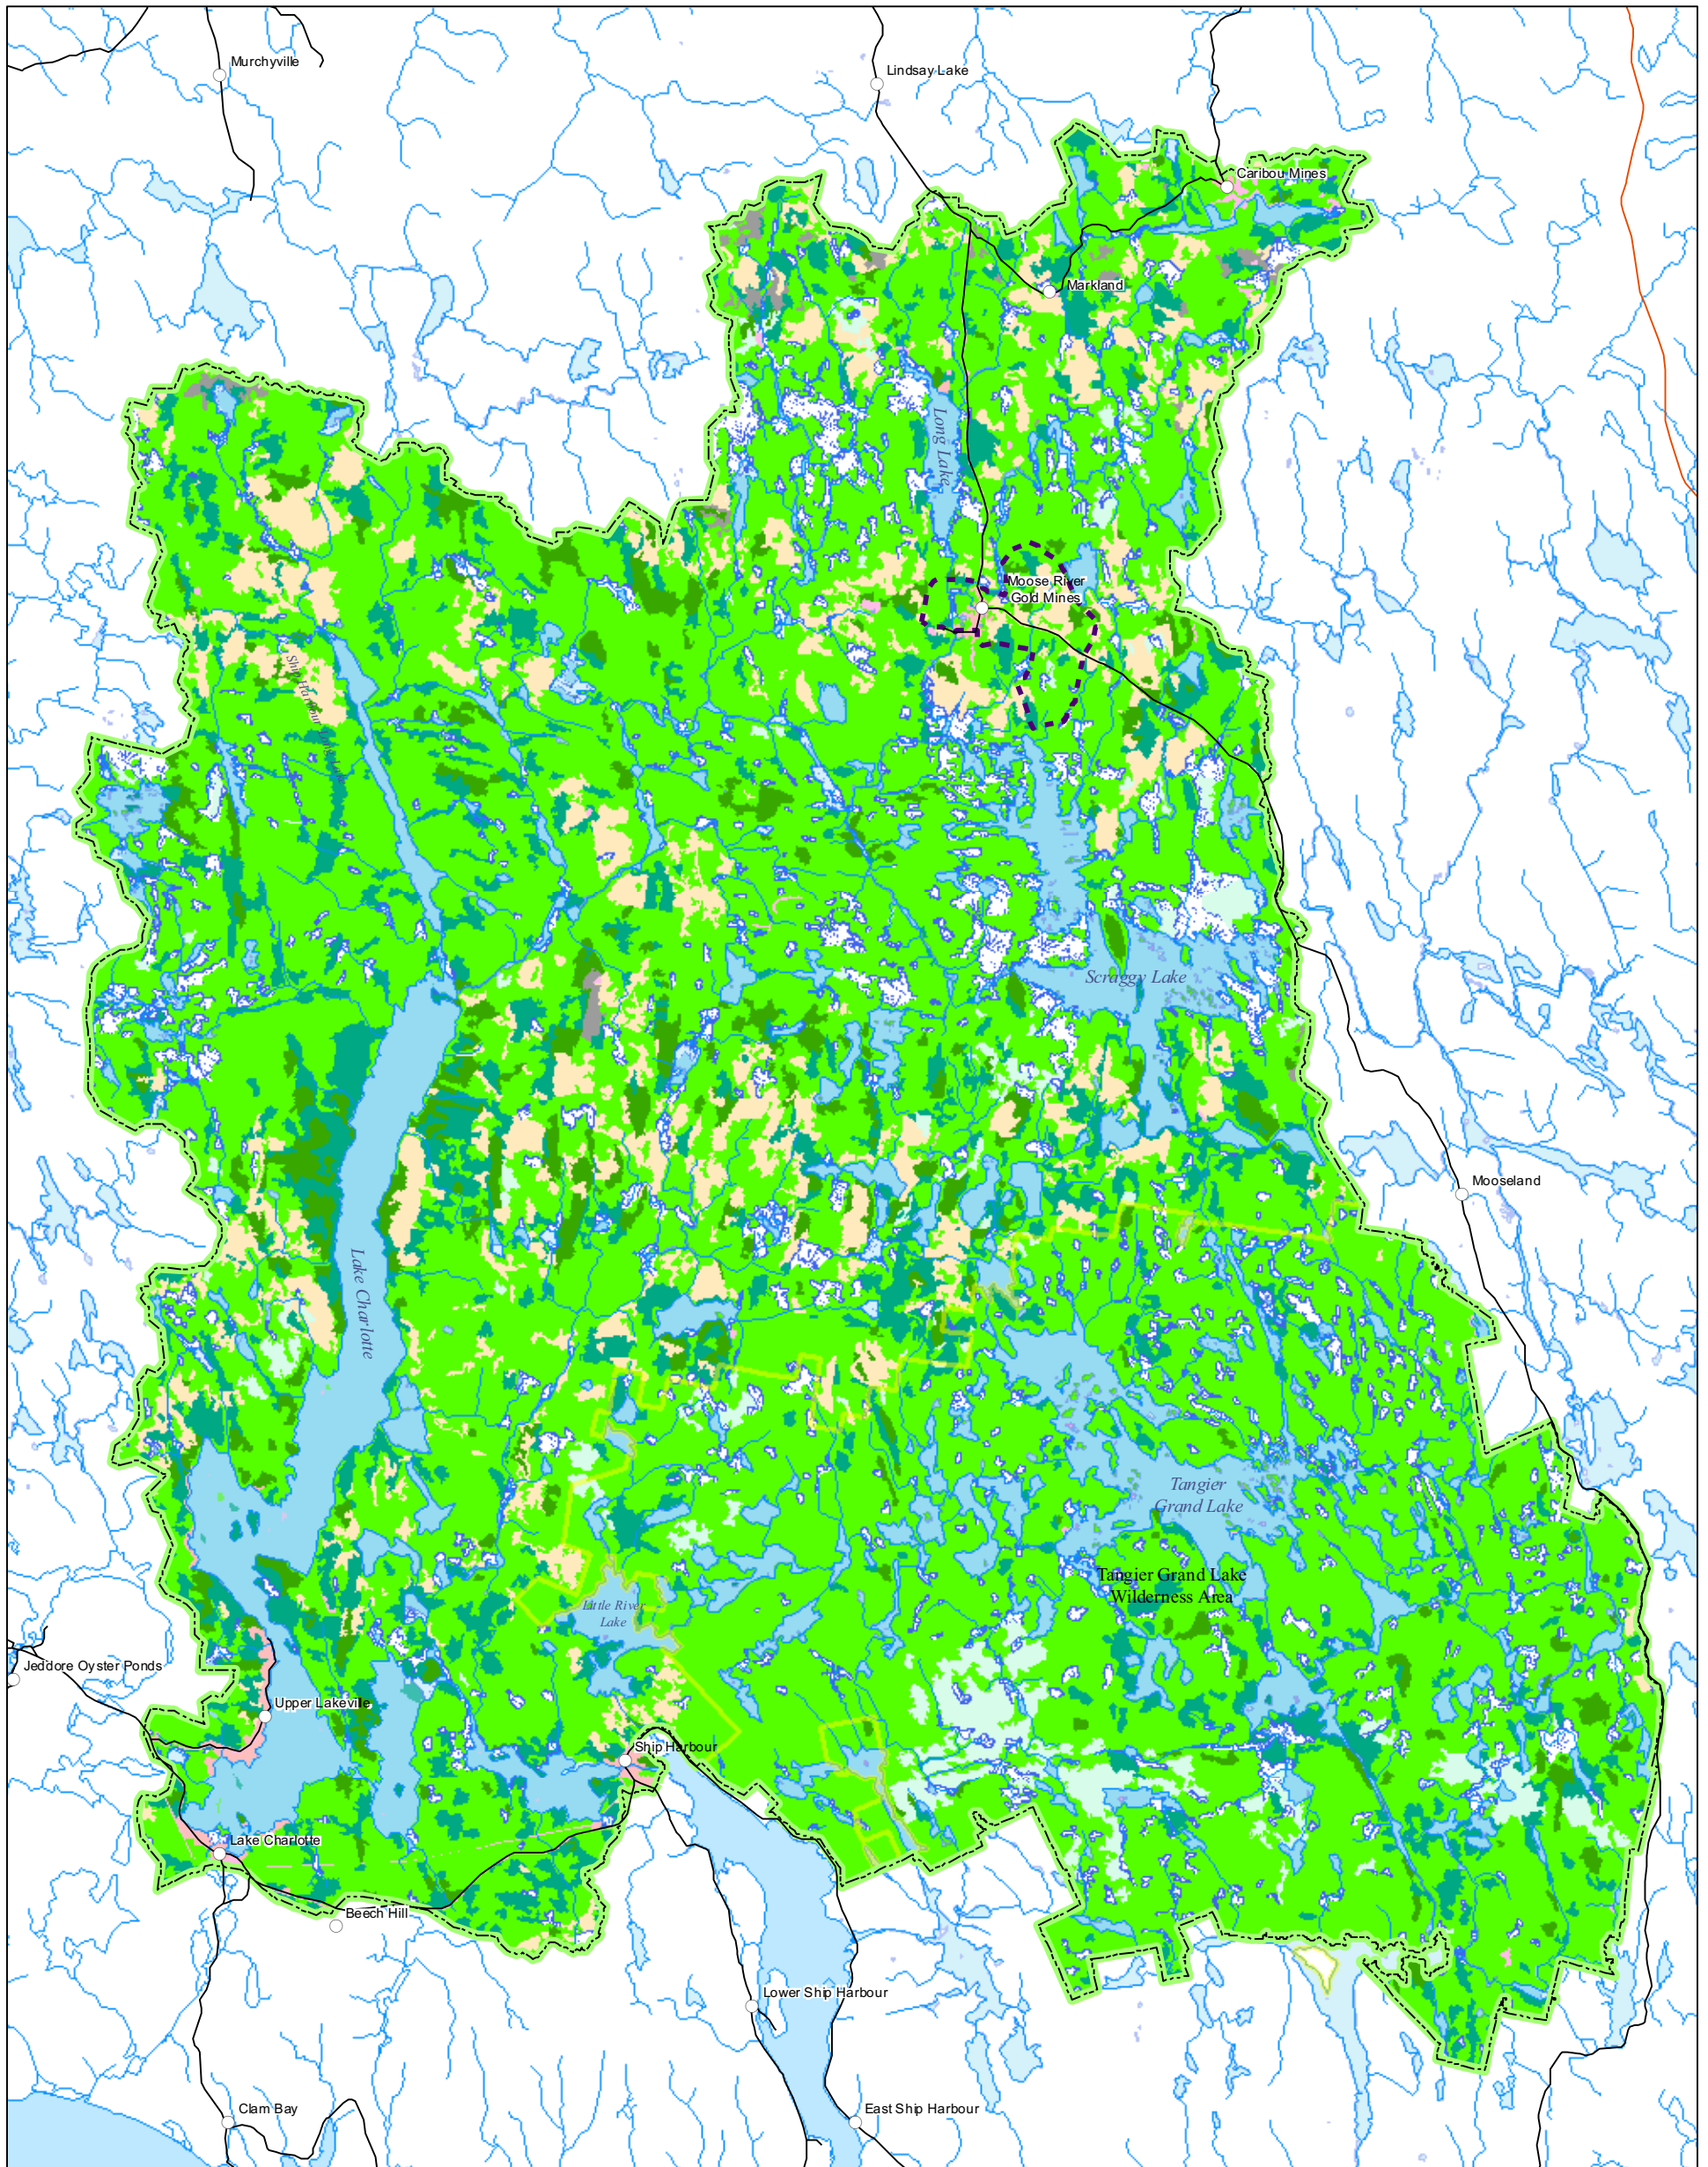 Murchyville
Lindsay Lake
Caribou Mines
Markland
Long Lake
Moose River
Gold Mines
Scraggy Lake
Mooseland
Lake Charlotte
Tangier
Grand Lake
Tangier Grand Lake
Wilderness Area
Little River
Lake
Jeddore Oyster Ponds
Upper Lakeville
Ship Harbour
Lake Charlotte
Beech Hill
Lower Ship Harbour
Clam Bay
East Ship Harbour